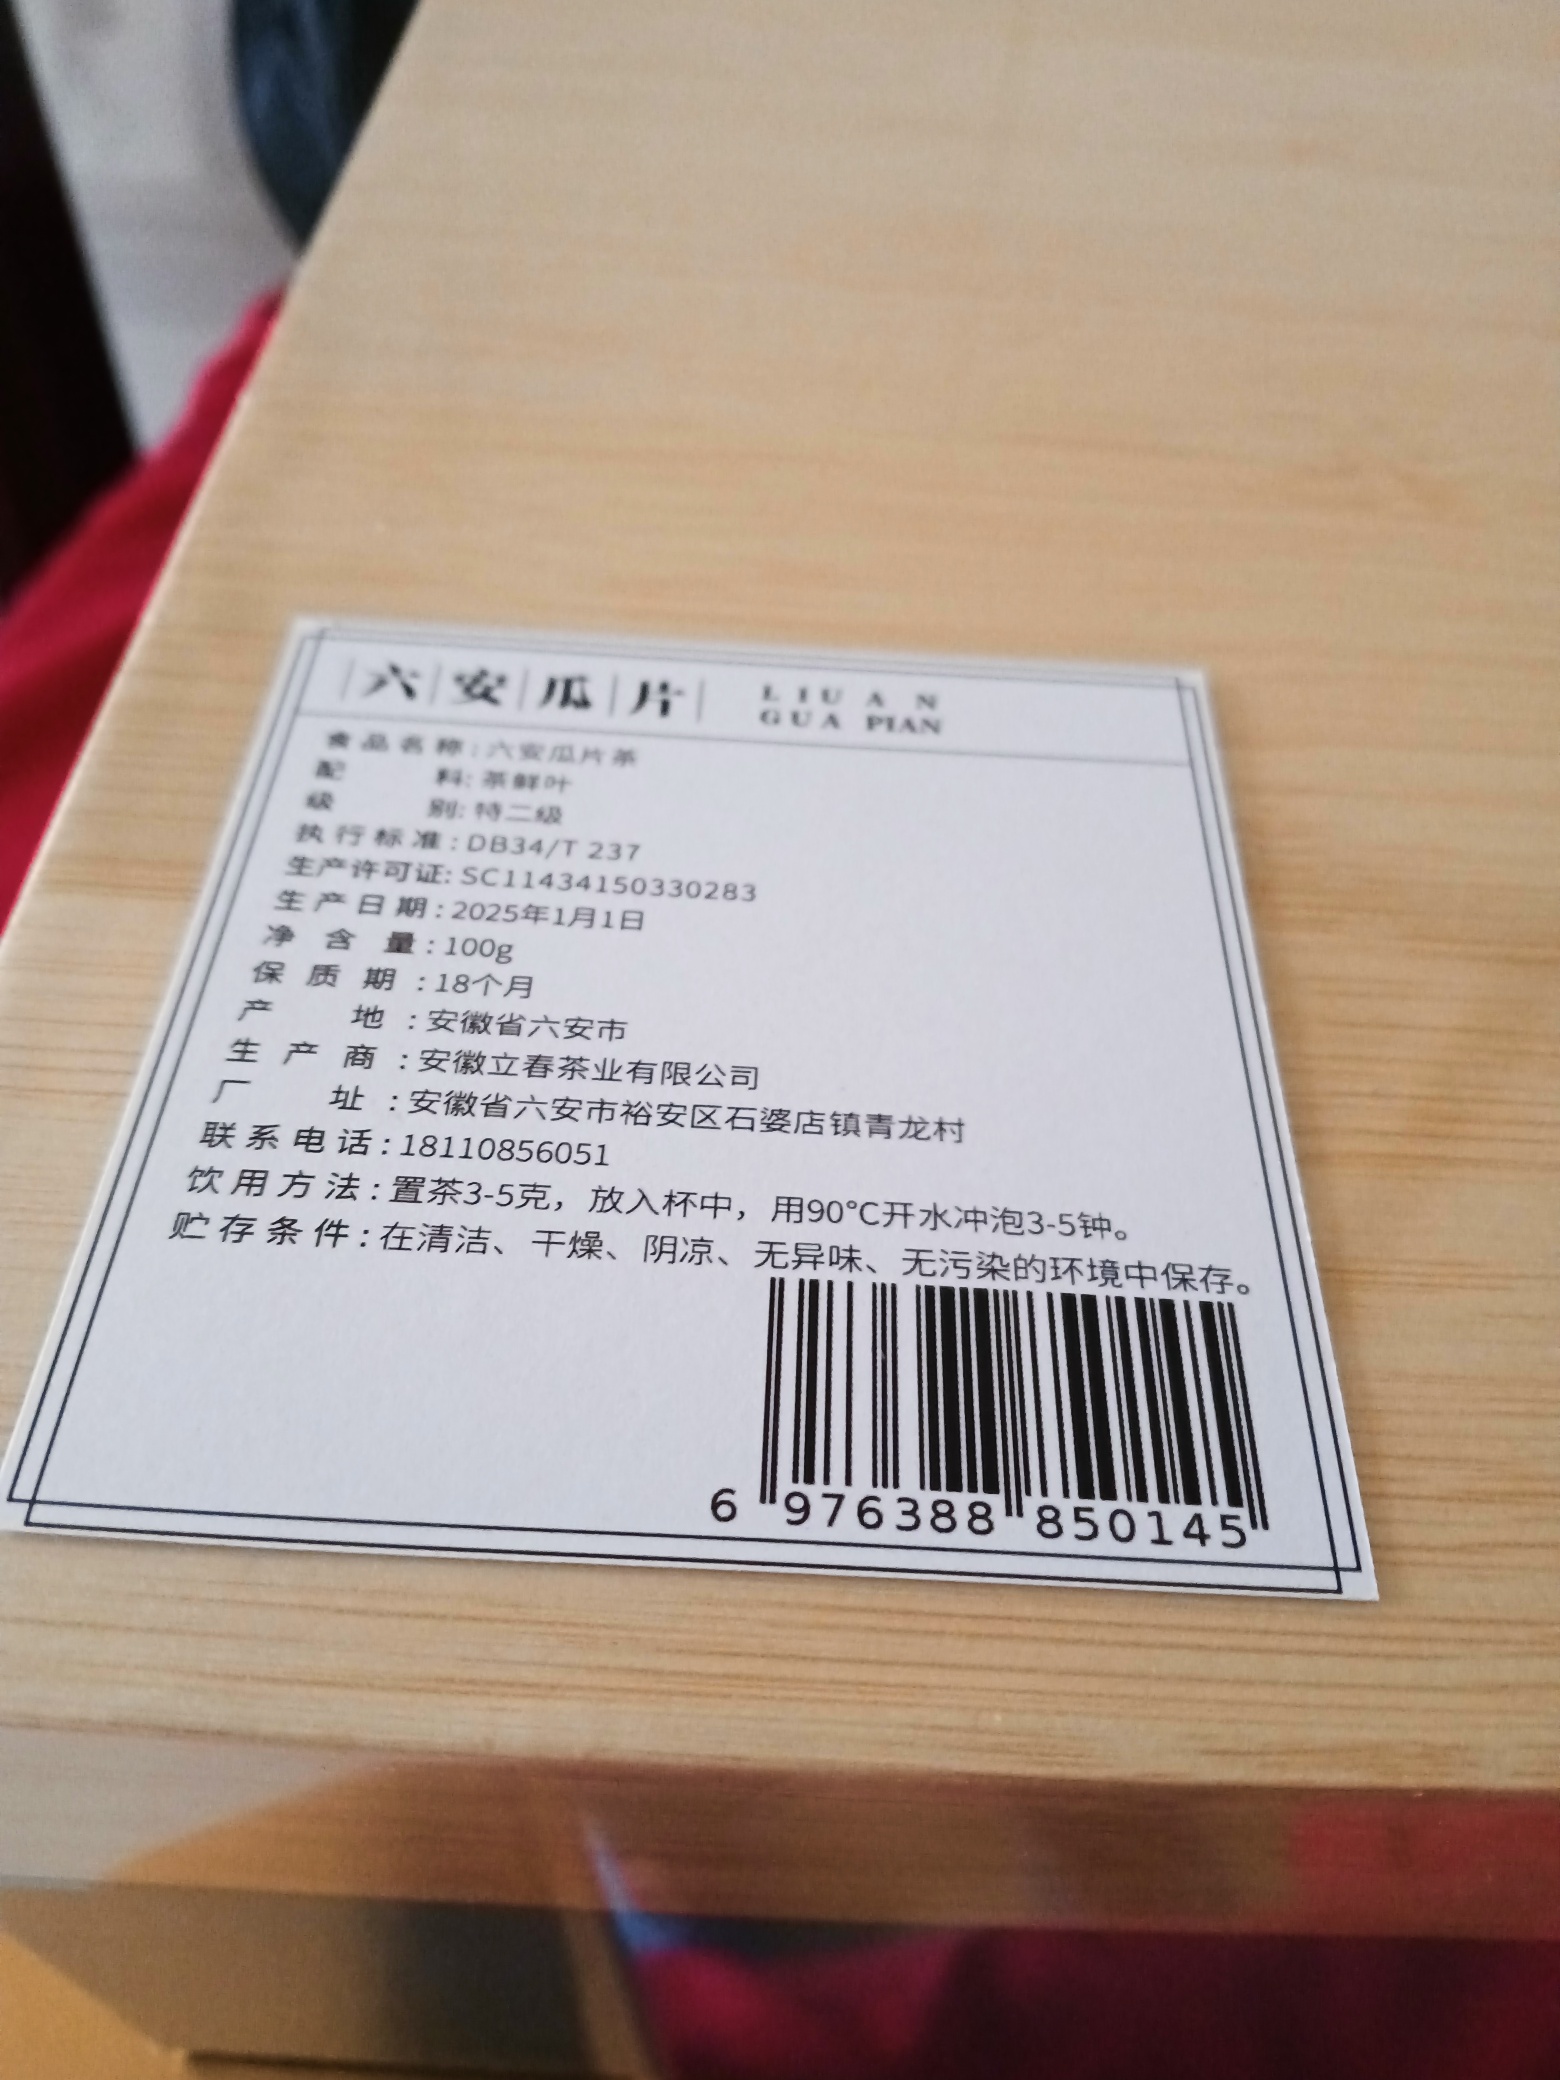 六安瓜片
LIU AN
GUA PIAN
食品名称：六安瓜片茶
配料: 茶鲜叶
级别: 特二级
执行标准：DB34/T 237
生产许可证: SC11434150330283
生产日期：2025年1月1日
净含量：100g
保质期：18个月
产地：安徽省六安市
生产商：安徽立春茶业有限公司
厂址：安徽省六安市裕安区石婆店镇青龙村
联系电话：18110856051
饮用方法：置茶3-5克，放入杯中，用90°C开水冲泡3-5钟。
贮存条件：在清洁、干燥、阴凉、无异味、无污染的环境中保存。
6 976388 850145